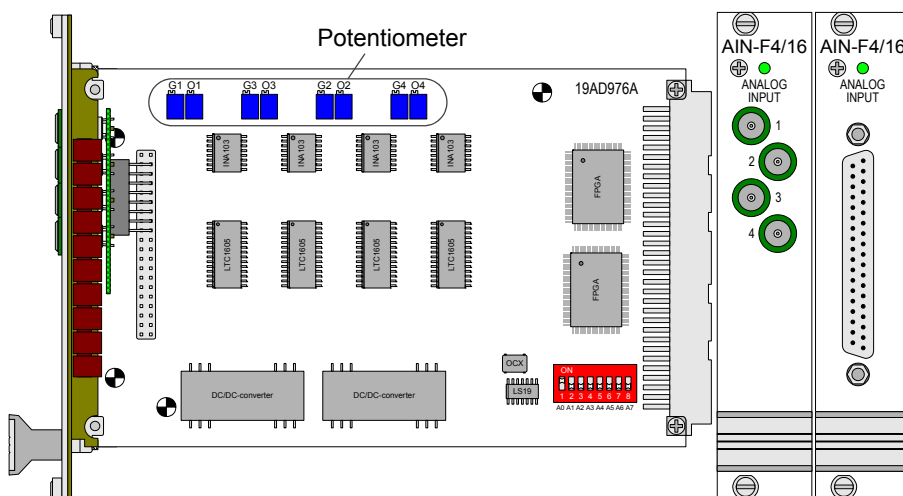 Potentiometer
G1 O1 G3 O3 G2 O2 G4 O4
19AD976A
INA103 INA103 INA103 INA103
FPGA
LTC1605 LTC1605 LTC1605 LTC1605
FPGA
DC/DC-converter DC/DC-converter
OCX
LS19
ON
1 2 3 4 5 6 7 8
A0 A1 A2 A3 A4 A5 A6 A7
AIN-F4/16
ANALOG
INPUT
1
2
3
4
AIN-F4/16
ANALOG
INPUT